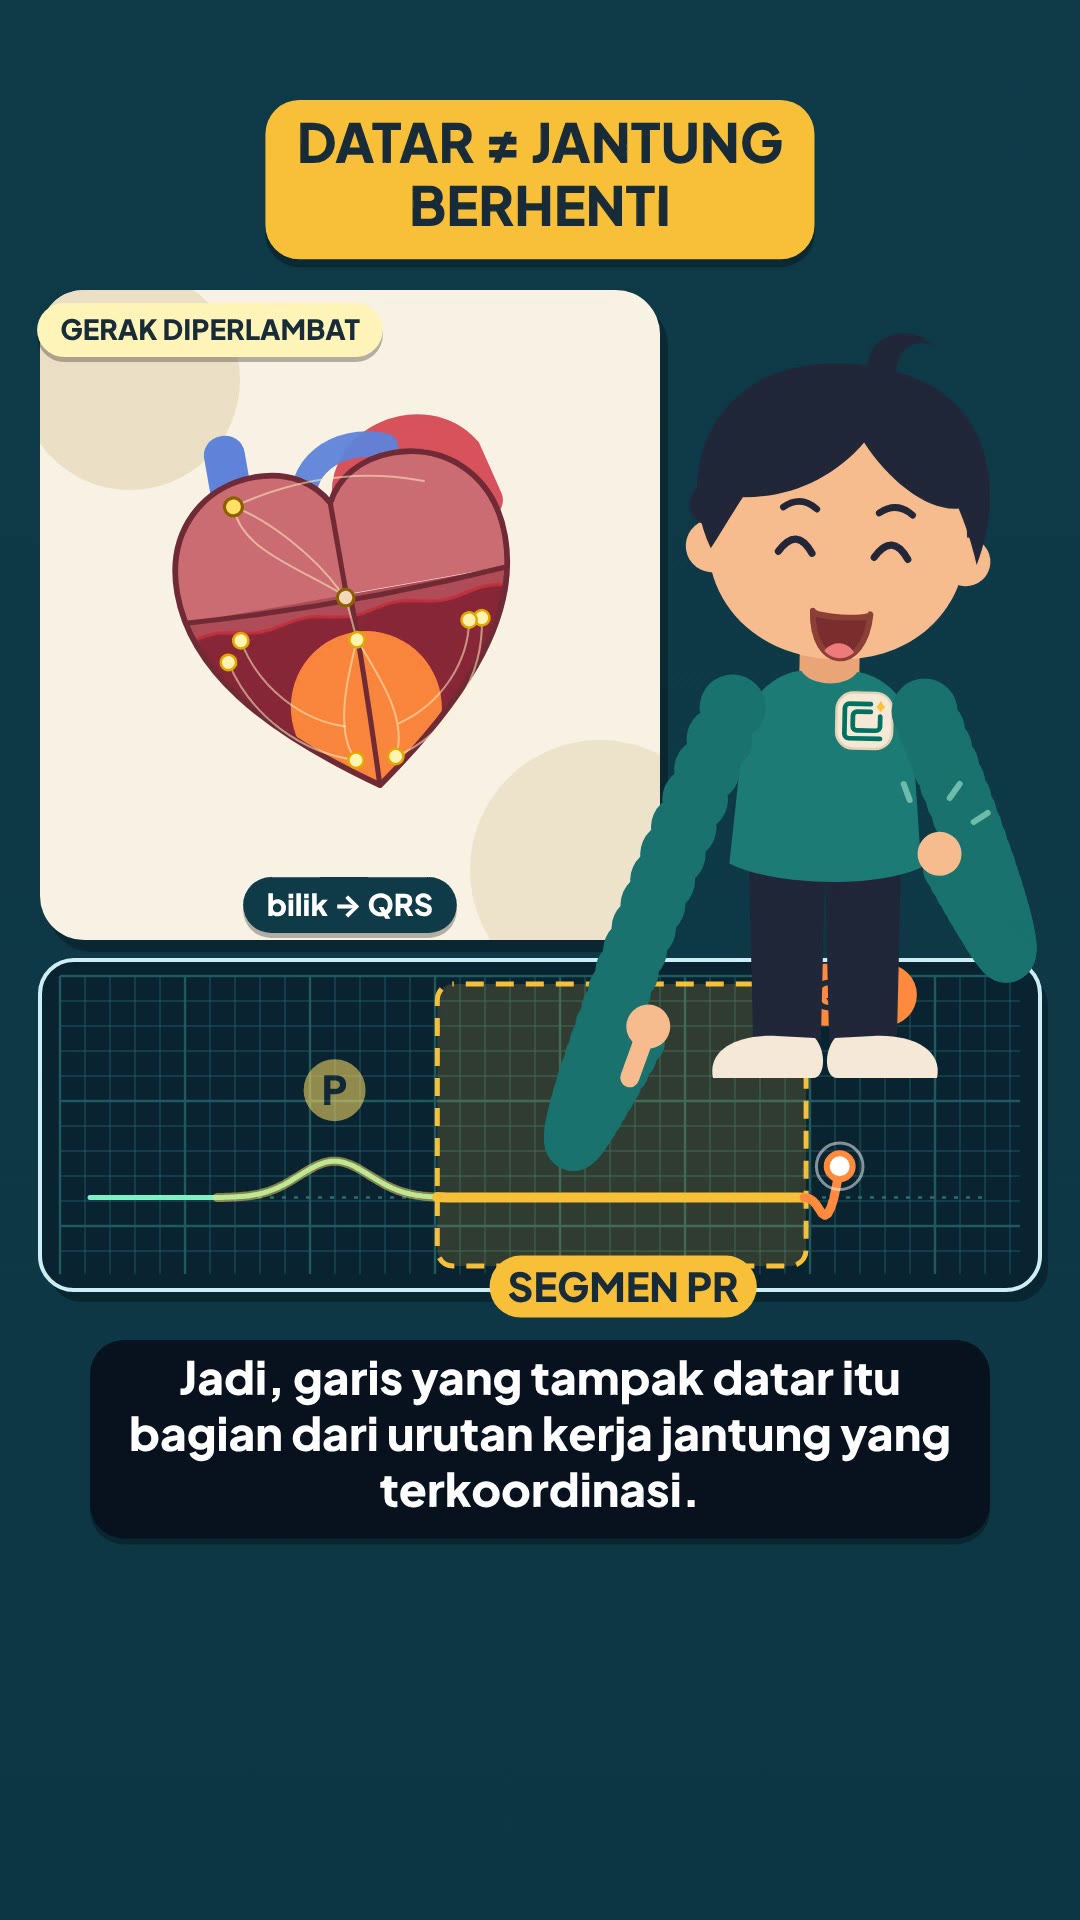 DATAR ≠ JANTUNG
BERHENTI
GERAK DIPERLAMBAT
bilik → QRS
P
SEGMEN PR
Jadi, garis yang tampak datar itu
bagian dari urutan kerja jantung yang
terkoordinasi.